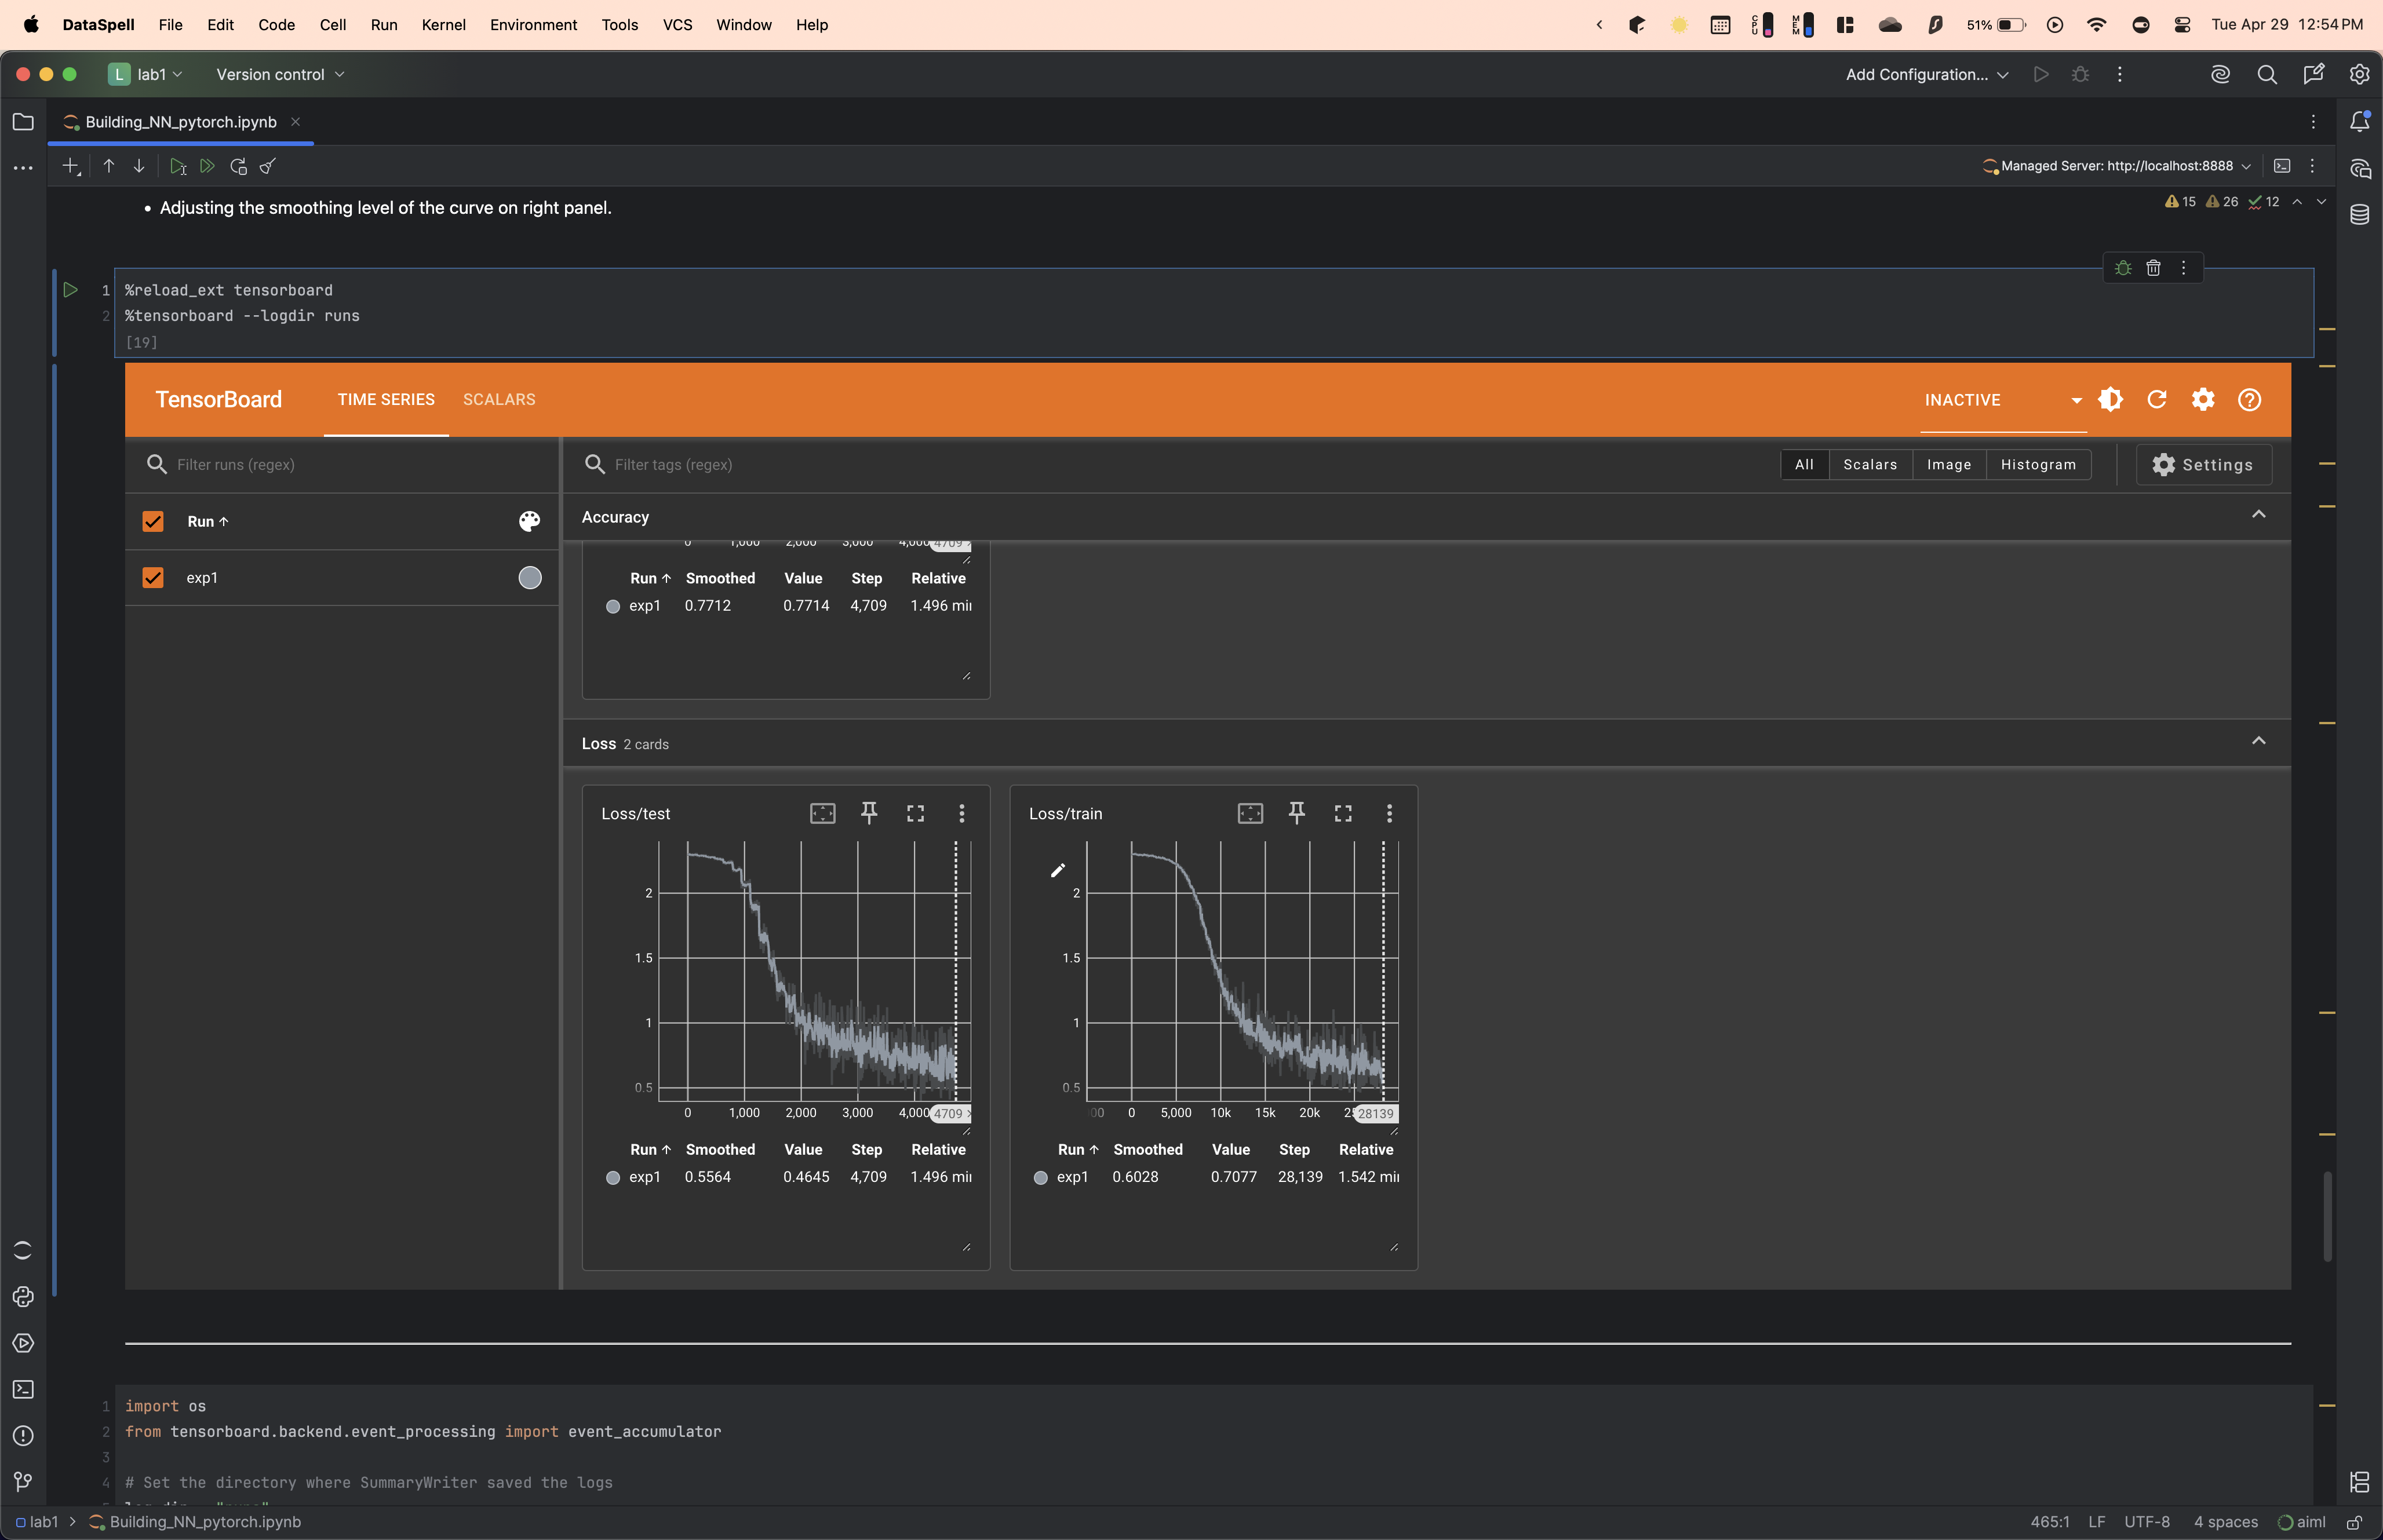 DataSpell File Edit Code Cell Run Kernel Environment Tools VCS Window Help CPU MEM 51% Tue Apr 29 12:54 PM
L lab1 Version control Add Configuration...
Building_NN_pytorch.ipynb
Managed Server: http://localhost:8888
• Adjusting the smoothing level of the curve on right panel.
15 26 12
1 %reload_ext tensorboard
2 %tensorboard --logdir runs
[19]
TensorBoard TIME SERIES SCALARS INACTIVE
Filter runs (regex) Filter tags (regex) All Scalars Image Histogram Settings
Run ↑ Accuracy
exp1
0 1,000 2,000 3,000 4,000 4709
Run ↑ Smoothed Value Step Relative
exp1 0.7712 0.7714 4,709 1.496 min
Loss 2 cards
Loss/test
2
1.5
1
0.5
0 1,000 2,000 3,000 4,000 4709
Run ↑ Smoothed Value Step Relative
exp1 0.5564 0.4645 4,709 1.496 min
Loss/train
2
1.5
1
0.5
00 0 5,000 10k 15k 20k 25 28139
Run ↑ Smoothed Value Step Relative
exp1 0.6028 0.7077 28,139 1.542 min
1 import os
2 from tensorboard.backend.event_processing import event_accumulator
3
4 # Set the directory where SummaryWriter saved the logs
lab1 > Building_NN_pytorch.ipynb 465:1 LF UTF-8 4 spaces aiml